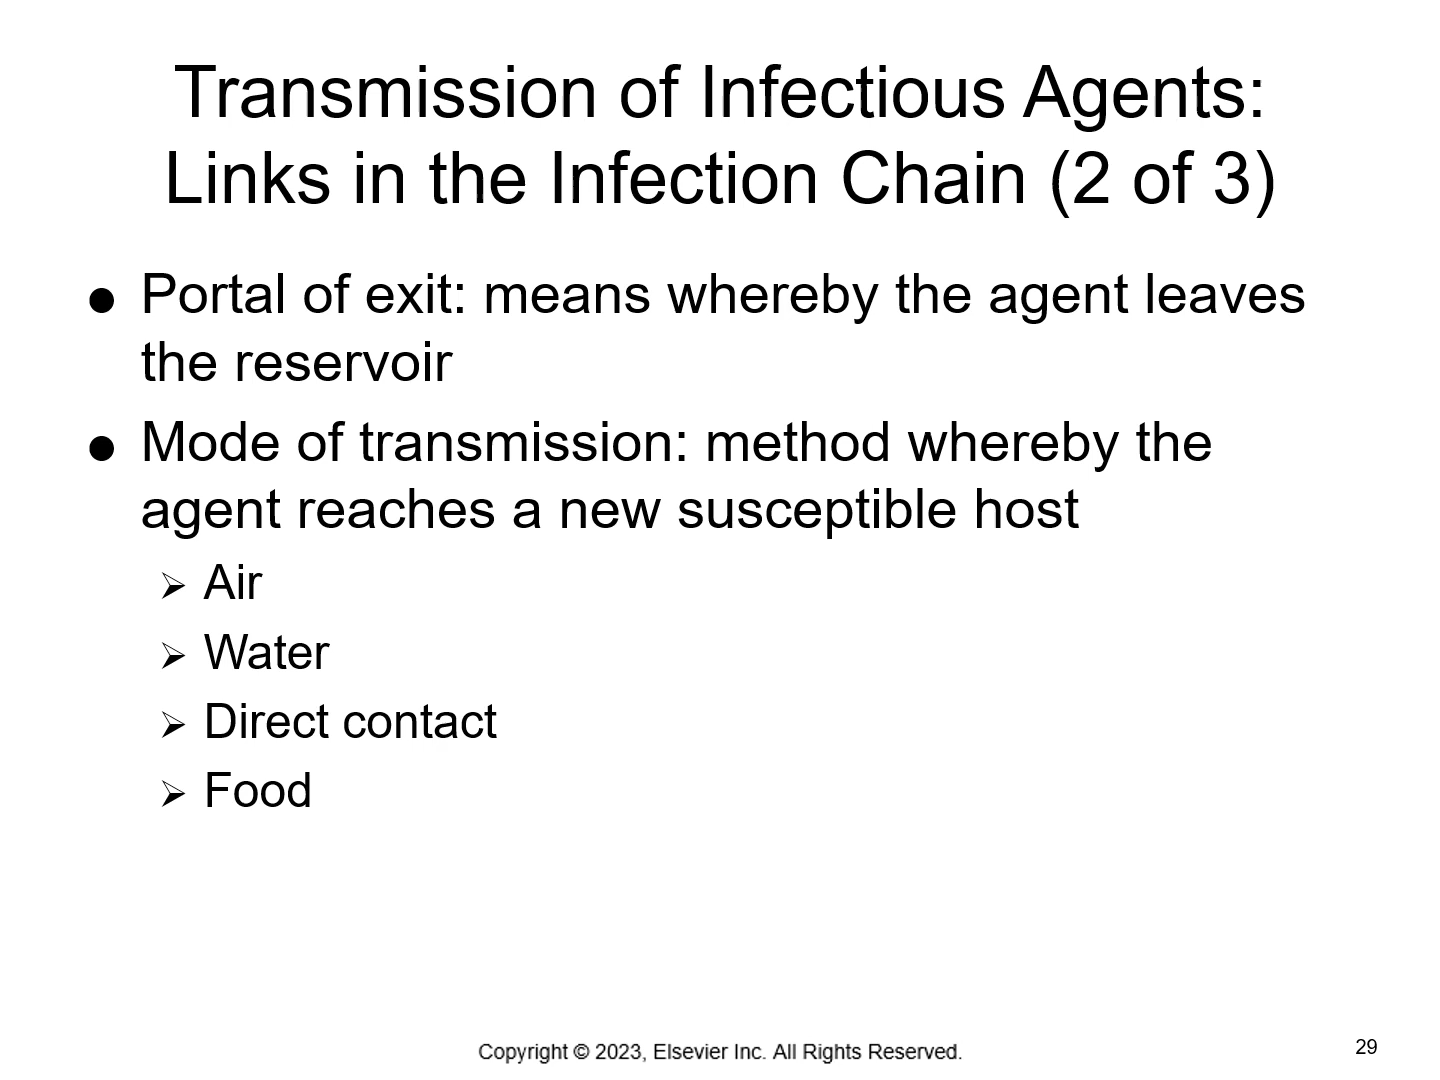 Transmission of Infectious Agents:
Links in the Infection Chain (2 of 3)
● Portal of exit: means whereby the agent leaves
the reservoir
● Mode of transmission: method whereby the
agent reaches a new susceptible host
➢ Air
➢ Water
➢ Direct contact
➢ Food
Copyright © 2023, Elsevier Inc. All Rights Reserved.
29